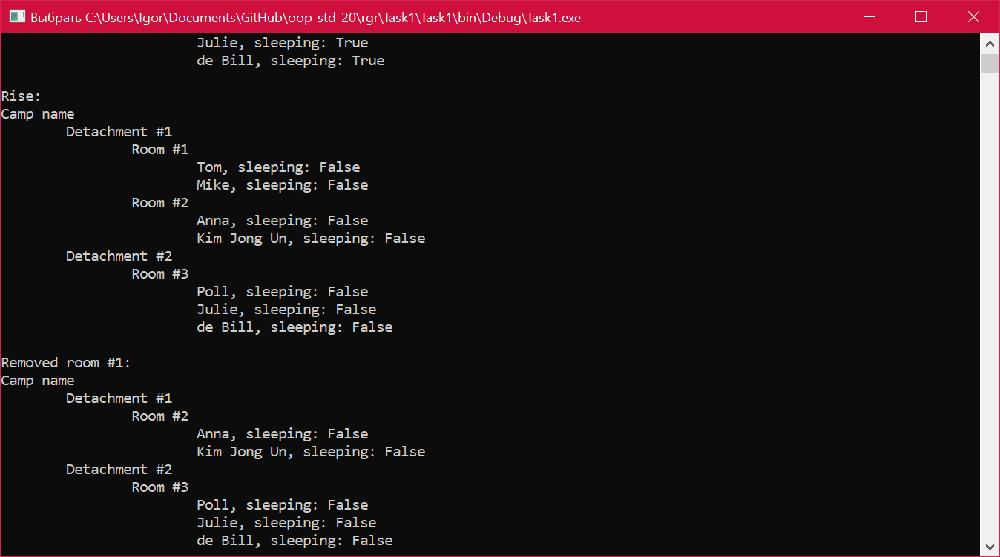 Выбрать C:\Users\Igor\Documents\GitHub\oop_std_20\rgr\Task1\Task1\bin\Debug\Task1.exe
Julie, sleeping: True
de Bill, sleeping: True
Rise:
Camp name
Detachment #1
Room #1
Tom, sleeping: False
Mike, sleeping: False
Room #2
Anna, sleeping: False
Kim Jong Un, sleeping: False
Detachment #2
Room #3
Poll, sleeping: False
Julie, sleeping: False
de Bill, sleeping: False
Removed room #1:
Camp name
Detachment #1
Room #2
Anna, sleeping: False
Kim Jong Un, sleeping: False
Detachment #2
Room #3
Poll, sleeping: False
Julie, sleeping: False
de Bill, sleeping: False